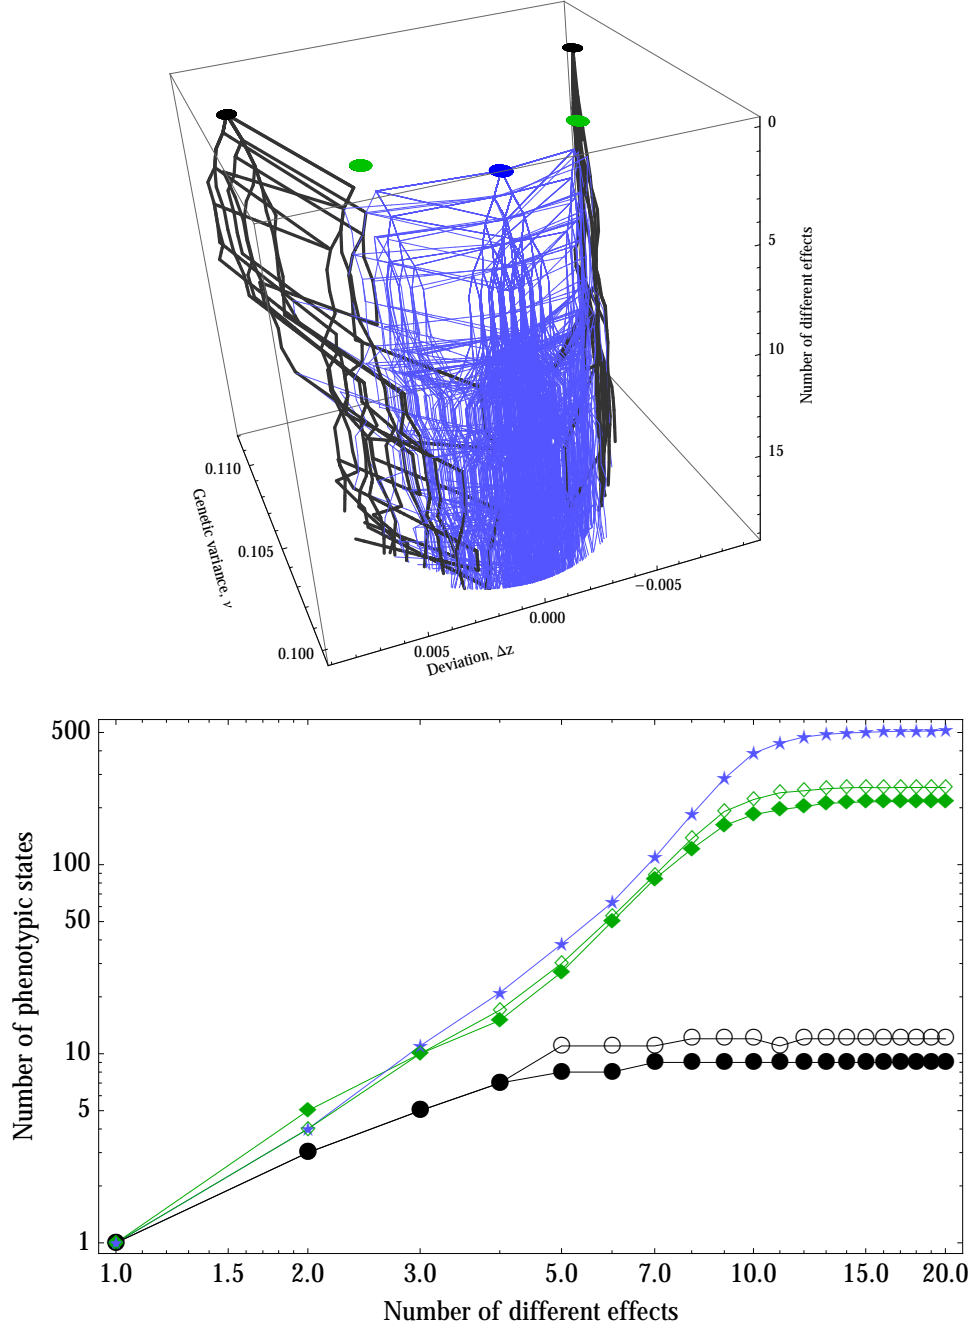 0
5
10
15
Number of different effects
0.110
0.105
0.100
Genetic variance, ν
0.005
0.000
−0.005
Deviation, Δz
500
100
50
10
5
1
Number of phenotypic states
1.0 1.5 2.0 3.0 5.0 7.0 10.0 15.0 20.0
Number of different effects